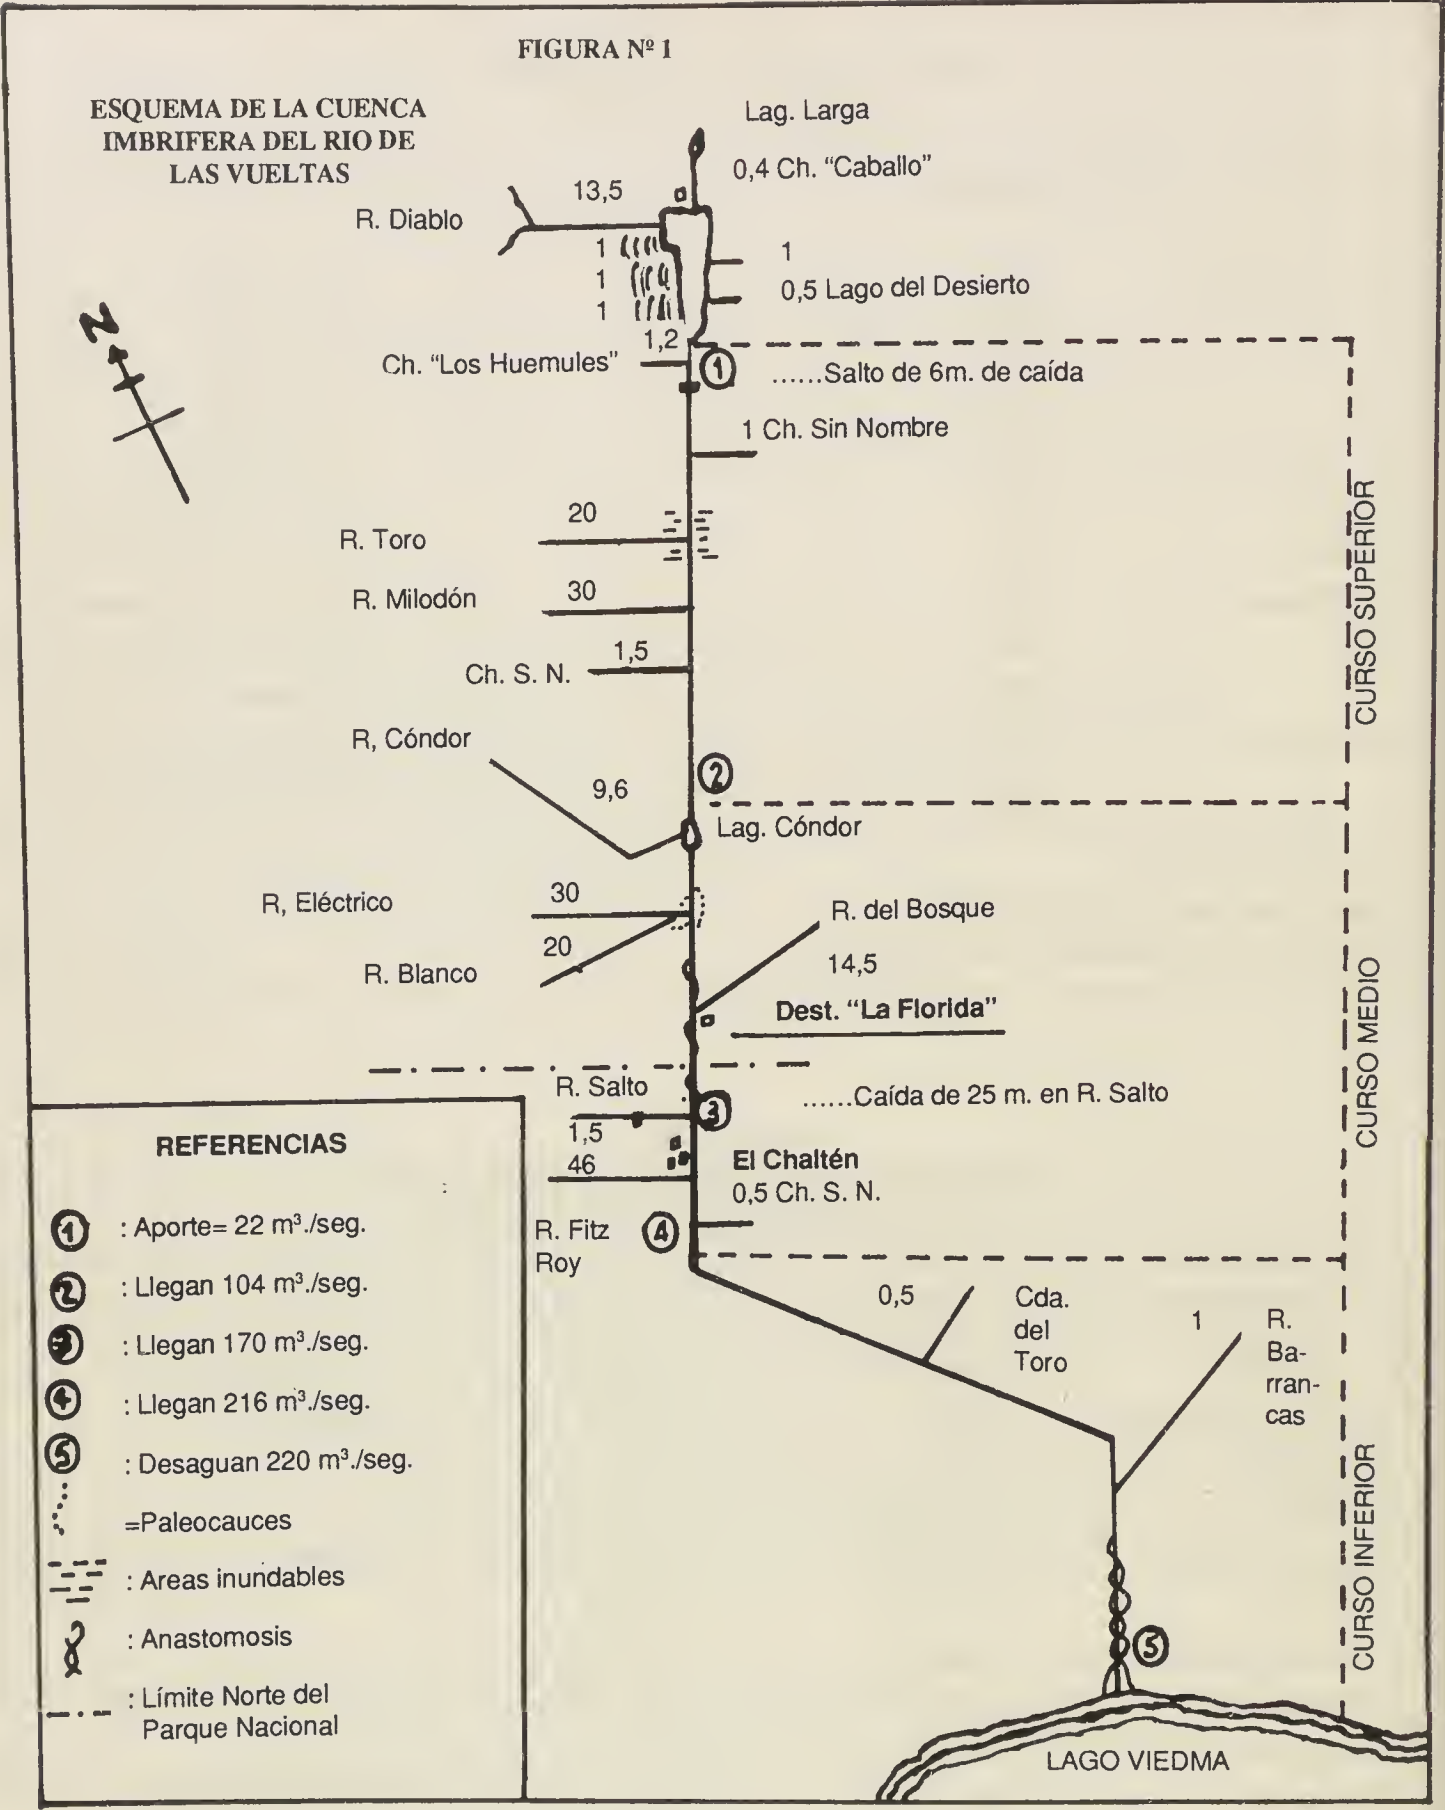 FIGURA Nº 1
ESQUEMA DE LA CUENCA
IMBRIFERA DEL RIO DE
LAS VUELTAS
Lag. Larga
0,4 Ch. “Caballo”
13,5
R. Diablo
1
1
1
1
0,5 Lago del Desierto
N
1,2
Ch. “Los Huemules”
1
......Salto de 6m. de caída
1 Ch. Sin Nombre
20
R. Toro
30
R. Milodón
1,5
Ch. S. N.
CURSO SUPERIOR
R, Cóndor
9,6
2
Lag. Cóndor
30
R, Eléctrico
20
R. Blanco
R. del Bosque
14,5
Dest. “La Florida”
CURSO MEDIO
R. Salto
3
......Caída de 25 m. en R. Salto
1,5
46
El Chaltén
0,5 Ch. S. N.
R. Fitz
Roy
4
0,5
Cda.
del
Toro
1
R.
Ba-
rran-
cas
CURSO INFERIOR
5
LAGO VIEDMA
REFERENCIAS
1 : Aporte= 22 m³./seg.
2 : Llegan 104 m³./seg.
3 : Llegan 170 m³./seg.
4 : Llegan 216 m³./seg.
5 : Desaguan 220 m³./seg.
=Paleocauces
: Areas inundables
: Anastomosis
: Límite Norte del
Parque Nacional